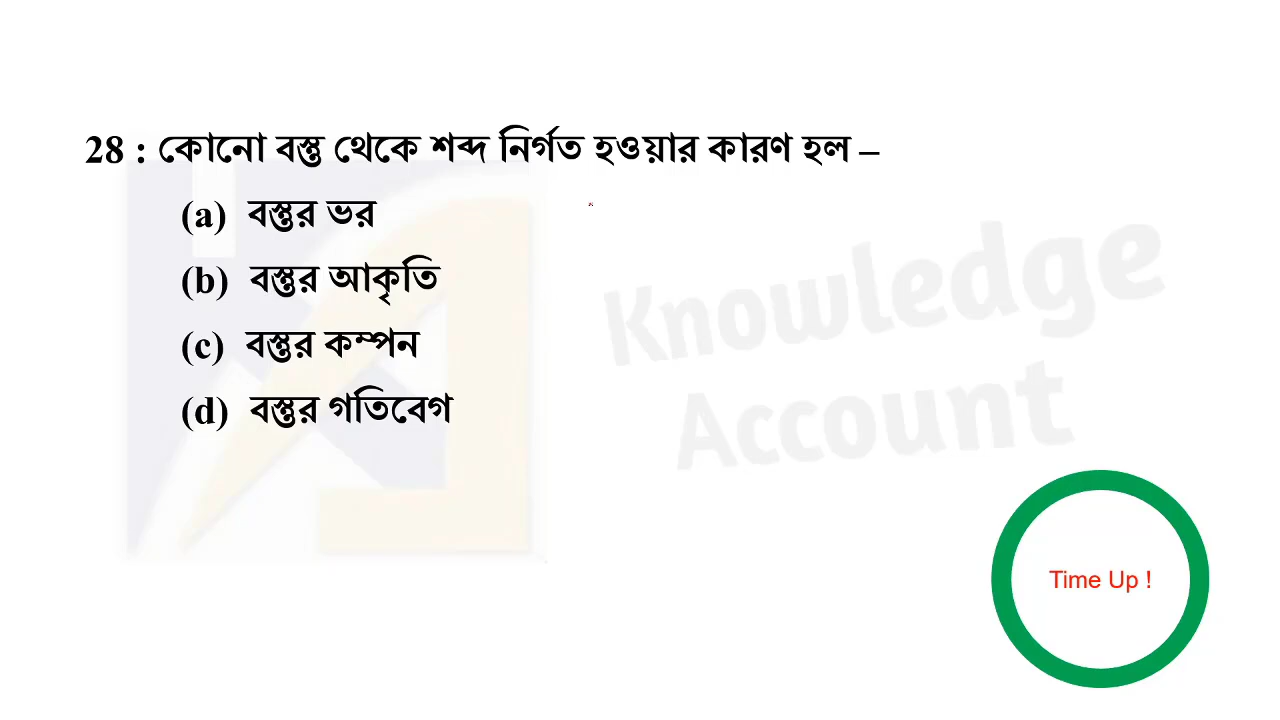 28 : কোনো বস্তু থেকে শব্দ নির্গত হওয়ার কারণ হল –
(a) বস্তুর ভর
(b) বস্তুর আকৃতি
(c) বস্তুর কম্পন
(d) বস্তুর গতিবেগ
Knowledge
Account
Time Up !